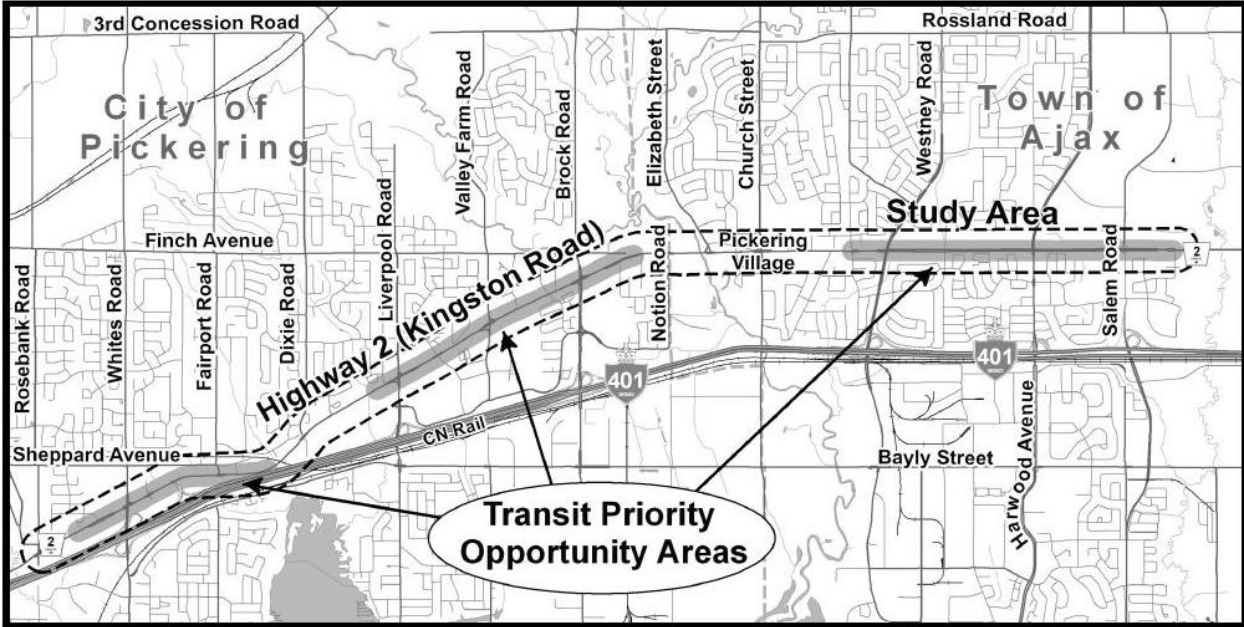 3rd Concession Road
Rossland Road
City of
Pickering
Town of
Ajax
Valley Farm Road
Brock Road
Elizabeth Street
Church Street
Westney Road
Study Area
Finch Avenue
Pickering
Village
Rosebank Road
Whites Road
Fairport Road
Dixie Road
Liverpool Road
Highway 2 (Kingston Road)
Notion Road
Salem Road
2
401
401
CN Rail
Sheppard Avenue
Bayly Street
Harwood Avenue
2
Transit Priority
Opportunity Areas